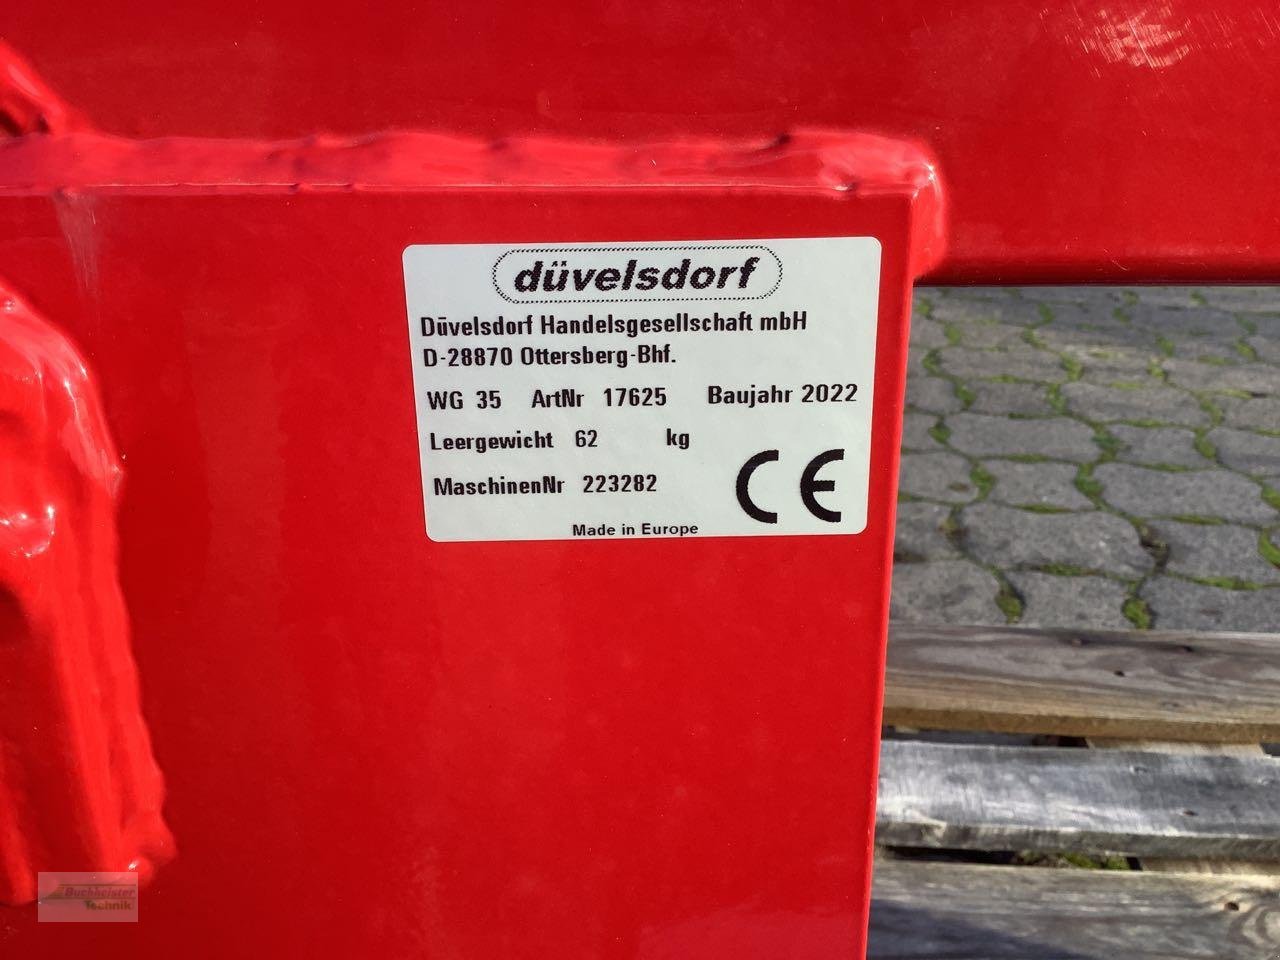 düvelsdorf
Düvelsdorf Handelsgesellschaft mbH
D-28870 Ottersberg-Bhf.
WG 35 ArtNr 17625 Baujahr 2022
Leergewicht 62 kg
MaschinenNr 223282
CE
Made in Europe
Buchheister
Technik